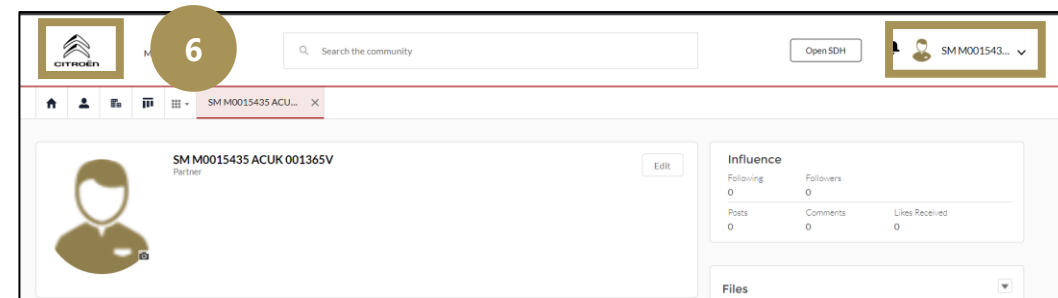 CITROËN
M
6
Search the community
Open SDH
SM M001543...
SM M0015435 ACU...
SM M0015435 ACUK 001365V
Partner
Edit
Influence
Following Followers
0 0
Posts Comments Likes Received
0 0 0
Files